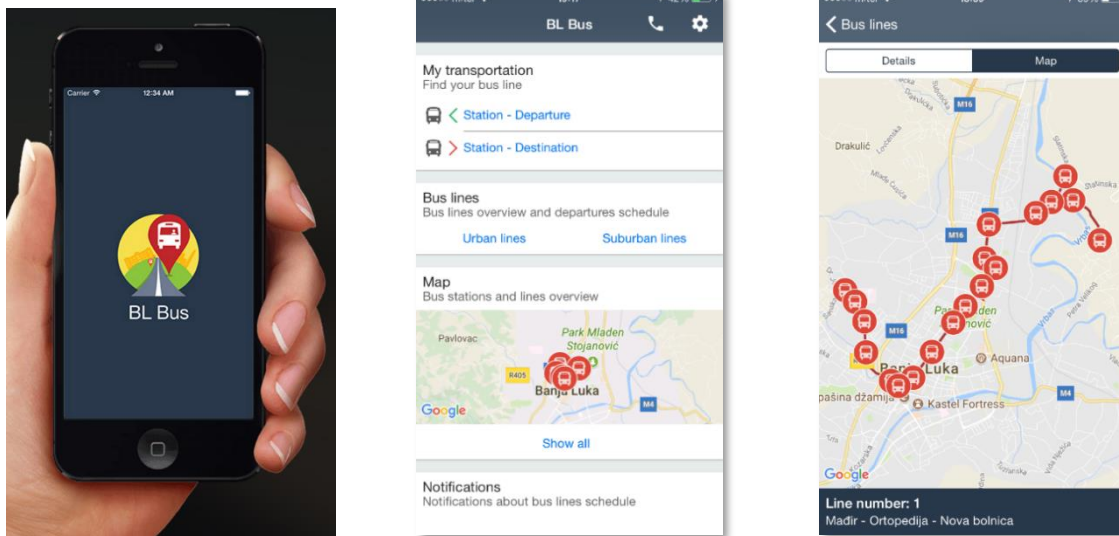 Carrier
12:34 AM
BL Bus
BL Bus
My transportation
Find your bus line
Station - Departure
Station - Destination
Bus lines
Bus lines overview and departures schedule
Urban lines
Suburban lines
Map
Bus stations and lines overview
Pavlovac
Park Mladen
Stojanović
R405
Banja Luka
M4
Google
Show all
Notifications
Notifications about bus lines schedule
Bus lines
Details
Map
M16
Drakulić
Slatinska
M16
M16
Aquana
Luka
M4
pašina džamija
Kastel Fortress
Google
Line number: 1
Mađir - Ortopedija - Nova bolnica